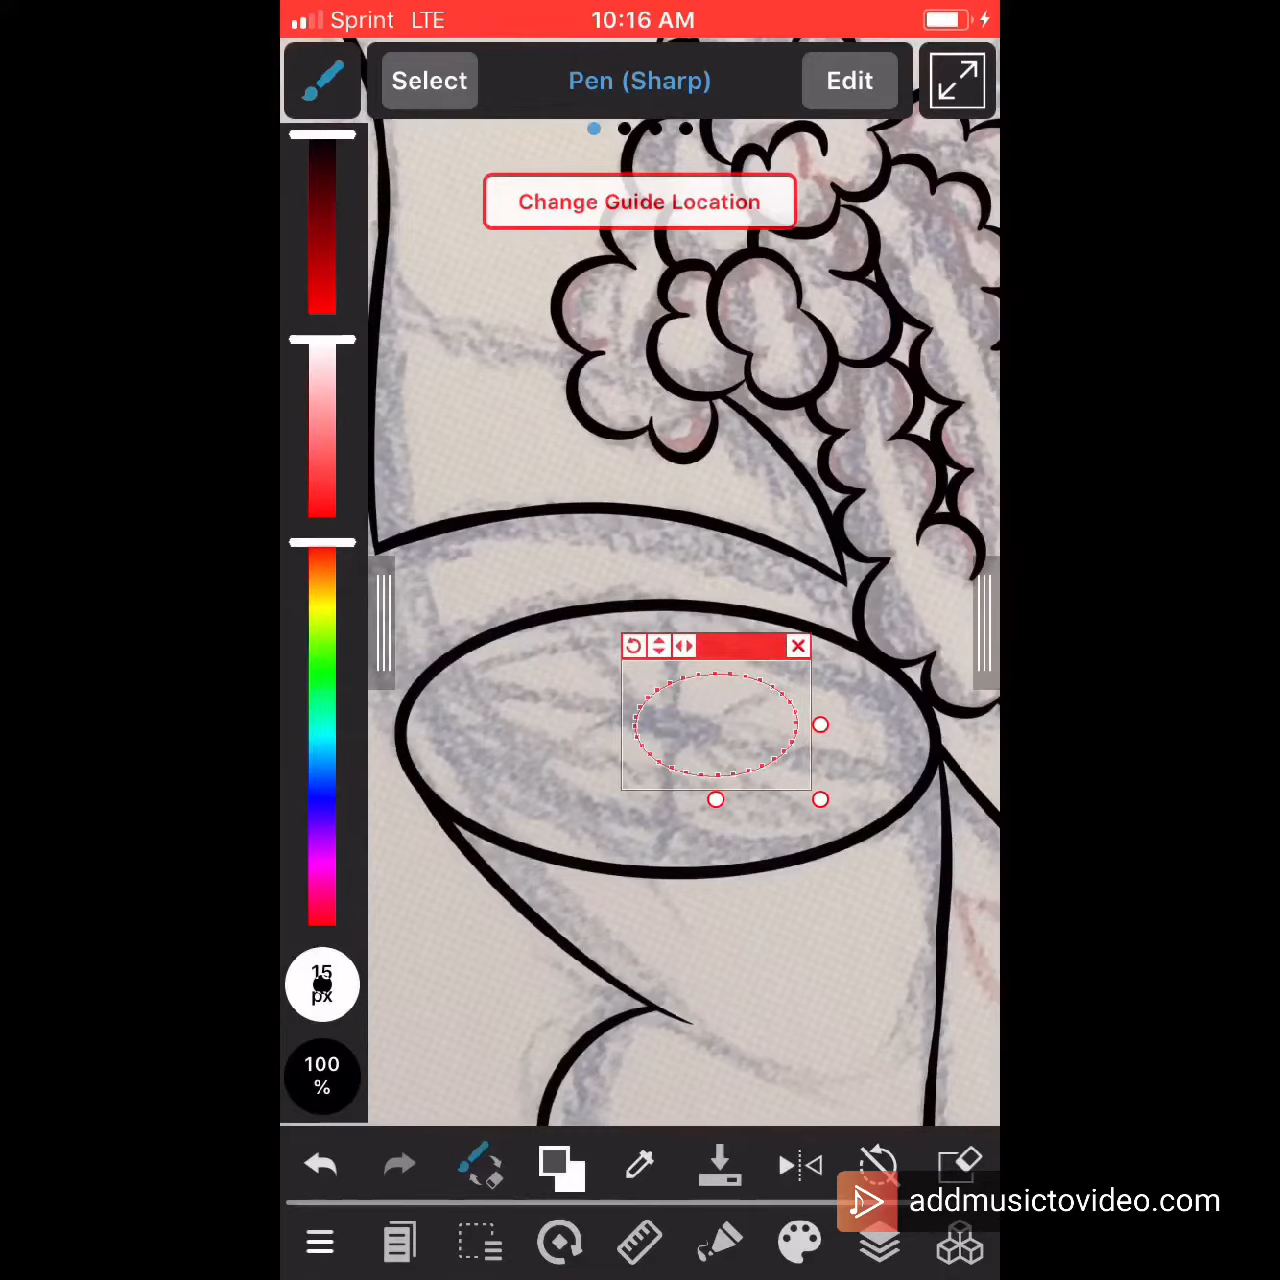 Sprint LTE 10:16 AM
Select Pen (Sharp) Edit
Change Guide Location
15
px
100
%
addmusictovideo.com